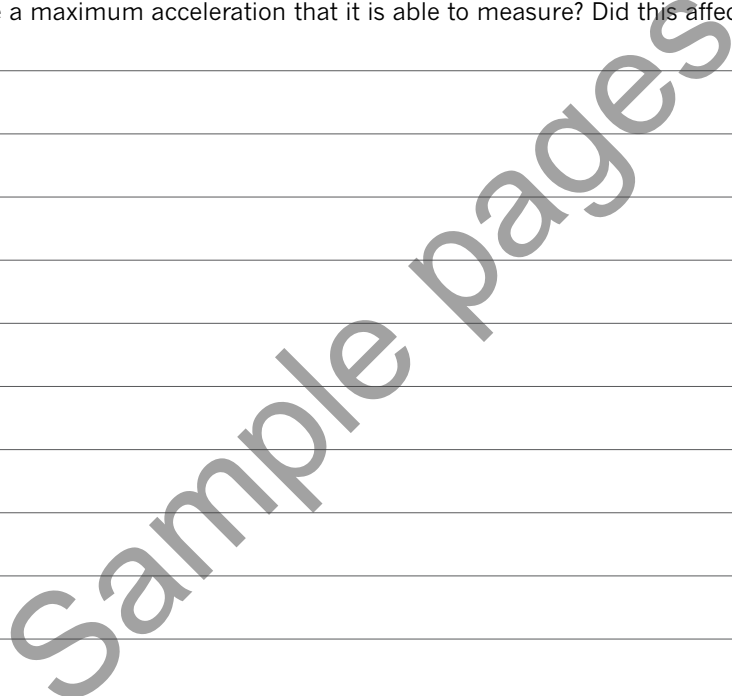 a maximum acceleration that it is able to measure? Did this affec
Sample pages